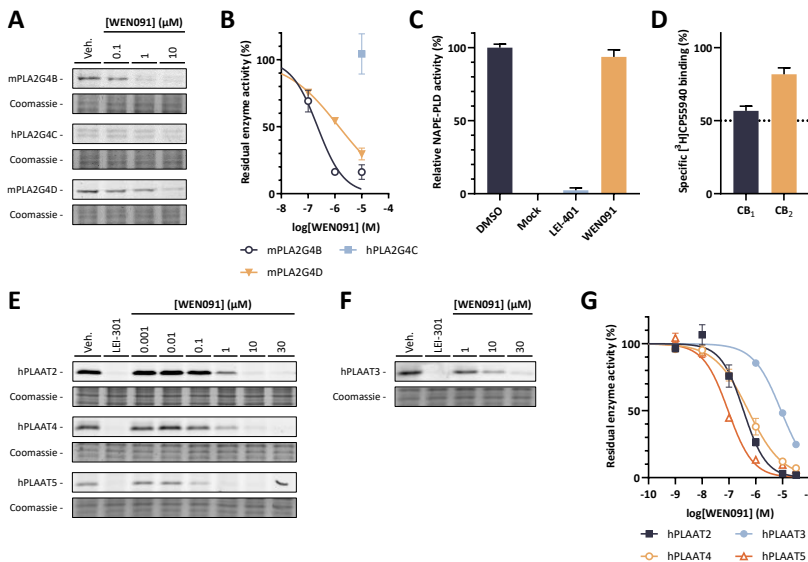 A
[WEN091] (μM)
Veh.
0.1
1
10
mPLA2G4B -
Coomassie -
hPLA2G4C -
Coomassie -
mPLA2G4D -
Coomassie -
B
Residual enzyme activity (%)
100
50
0
-8 -7 -6 -5 -4
log[WEN091] (M)
mPLA2G4B
hPLA2G4C
mPLA2G4D
C
Relative NAPE-PLD activity (%)
100
50
0
DMSO
Mock
LEI-401
WEN091
D
Specific [³H]CP55940 binding (%)
100
50
0
CB₁ CB₂
E
[WEN091] (μM)
Veh.
LEI-301
0.001
0.01
0.1
1
10
30
hPLAAT2 -
Coomassie -
hPLAAT4 -
Coomassie -
hPLAAT5 -
Coomassie -
F
[WEN091] (μM)
Veh.
LEI-301
1
10
30
hPLAAT3 -
Coomassie -
G
Residual enzyme activity (%)
100
50
0
-10 -9 -8 -7 -6 -5
log[WEN091] (M)
hPLAAT2
hPLAAT3
hPLAAT4
hPLAAT5